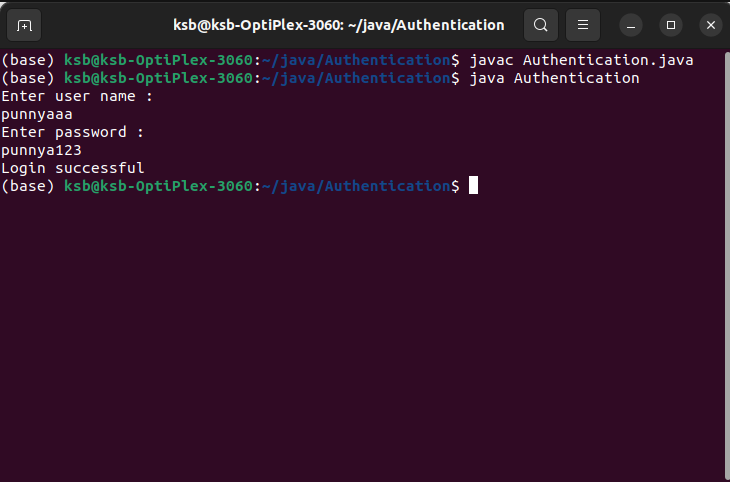 ksb@ksb-OptiPlex-3060: ~/java/Authentication
(base) ksb@ksb-OptiPlex-3060:~/java/Authentication$ javac Authentication.java
(base) ksb@ksb-OptiPlex-3060:~/java/Authentication$ java Authentication
Enter user name :
punnyaaa
Enter password :
punnya123
Login successful
(base) ksb@ksb-OptiPlex-3060:~/java/Authentication$